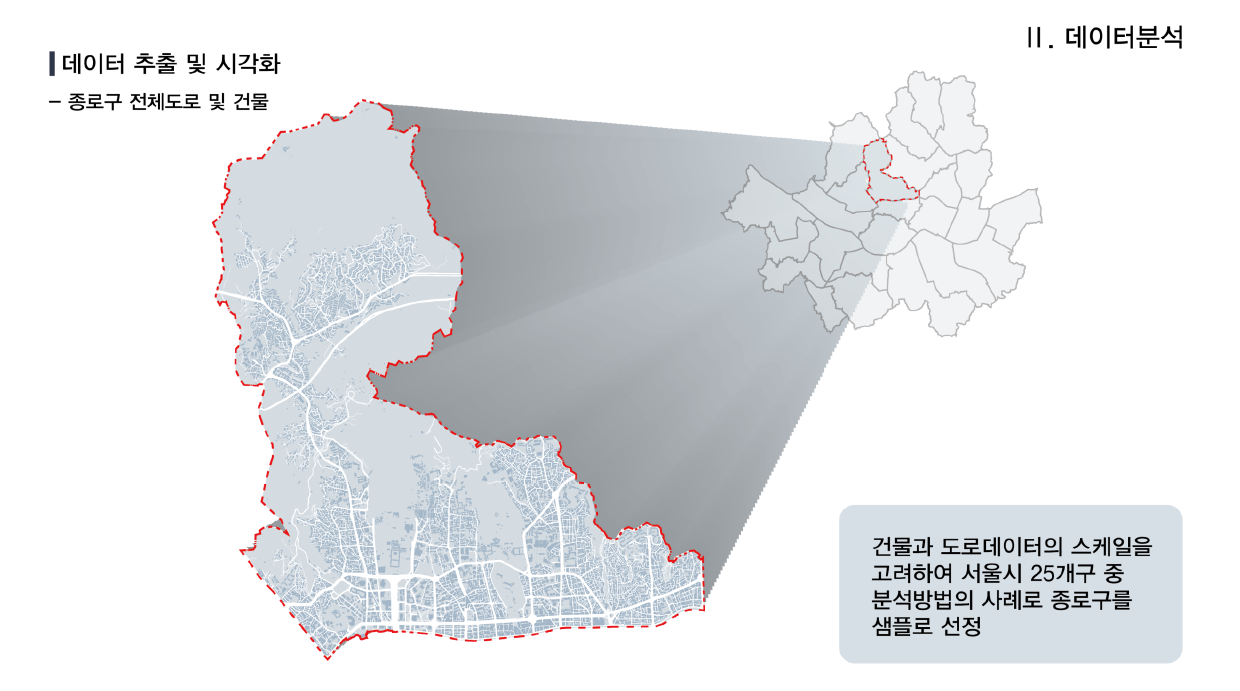 Ⅱ. 데이터분석
데이터 추출 및 시각화
– 종로구 전체도로 및 건물
건물과 도로데이터의 스케일을
고려하여 서울시 25개구 중
분석방법의 사례로 종로구를
샘플로 선정